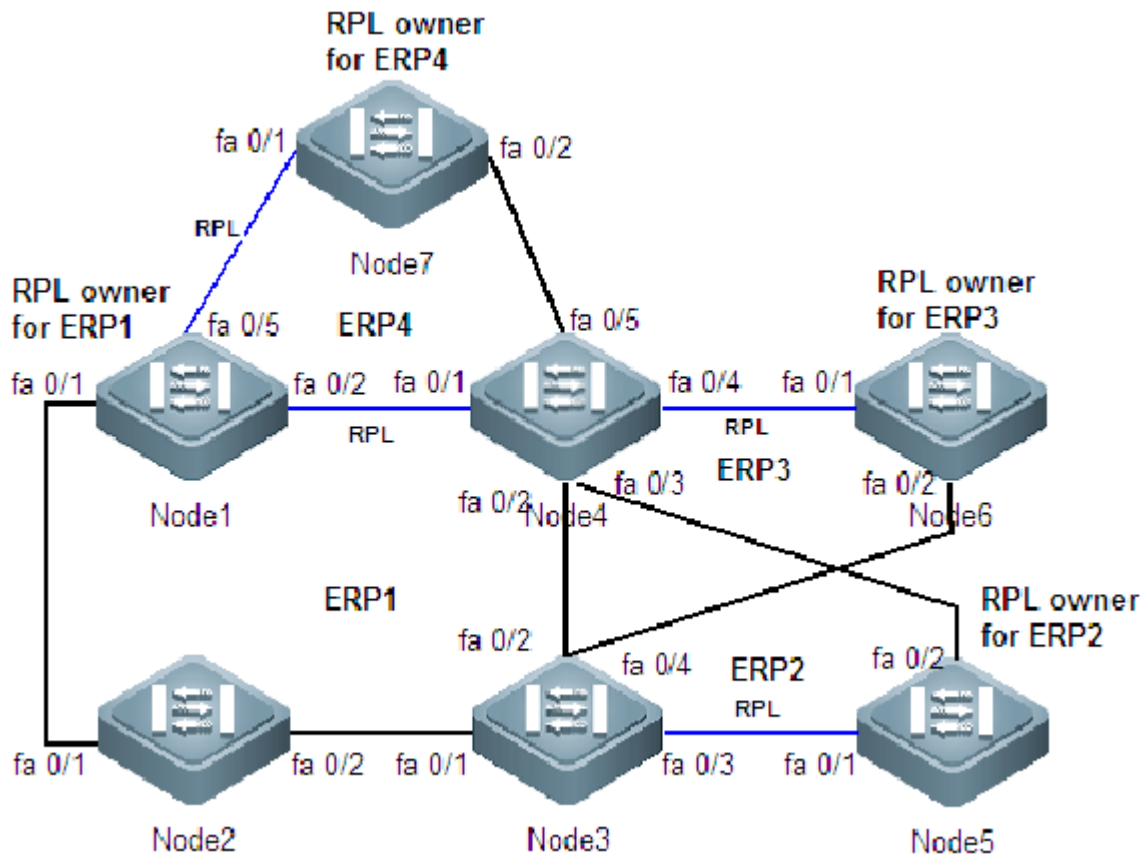 RPL owner
for ERP4
fa 0/1
fa 0/2
RPL
Node7
RPL owner
for ERP1
fa 0/5
ERP4
fa 0/5
RPL owner
for ERP3
fa 0/1
fa 0/2
fa 0/1
fa 0/4
fa 0/1
RPL
RPL
ERP3
fa 0/2
fa 0/3
fa 0/2
Node1
Node4
Node6
ERP1
RPL owner
for ERP2
fa 0/2
fa 0/4
ERP2
fa 0/2
RPL
fa 0/1
fa 0/2
fa 0/1
fa 0/3
fa 0/1
Node2
Node3
Node5